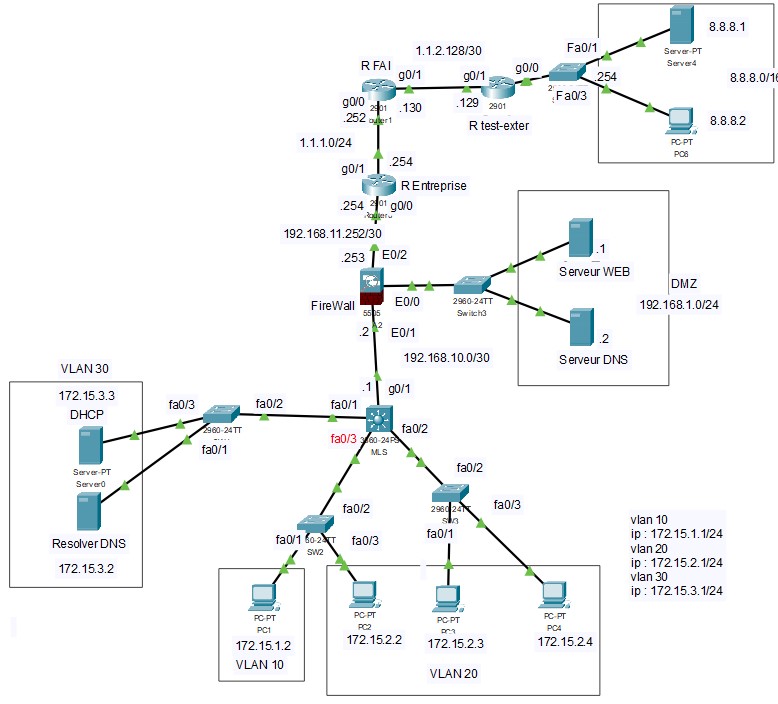 8.8.8.1
Fa0/1
Server-PT
Server4
1.1.2.128/30
g0/0
R FAI
g0/1
g0/1
.254
8.8.8.0/16
2901
Fa0/3
g0/0
2901
.130
.129
2901
8.8.8.2
.252
R test-exter
PC-PT
1.1.1.0/24
.254
g0/1
R Entreprise
.254
g0/0
192.168.11.252/30
.1
.253
E0/2
Serveur WEB
DMZ
192.168.1.0/24
FireWall
E0/0
2960-24TT
Switch3
5505
.2
E0/1
.2
192.168.10.0/30
Serveur DNS
VLAN 30
.1
g0/1
172.15.3.3
DHCP
fa0/3
fa0/2
fa0/1
2960-24TT
fa0/1
fa0/3
3560-24PS
MLS
fa0/2
Server-PT
Server0
fa0/2
fa0/3
2960-24TT
SW3
fa0/2
Resolver DNS
fa0/1
SW2
fa0/3
fa0/1
172.15.3.2
vlan 10
ip : 172.15.1.1/24
vlan 20
ip : 172.15.2.1/24
vlan 30
ip : 172.15.3.1/24
PC-PT
PC1
PC-PT
PC2
PC-PT
PC3
PC-PT
PC4
172.15.1.2
172.15.2.2
172.15.2.3
172.15.2.4
VLAN 10
VLAN 20